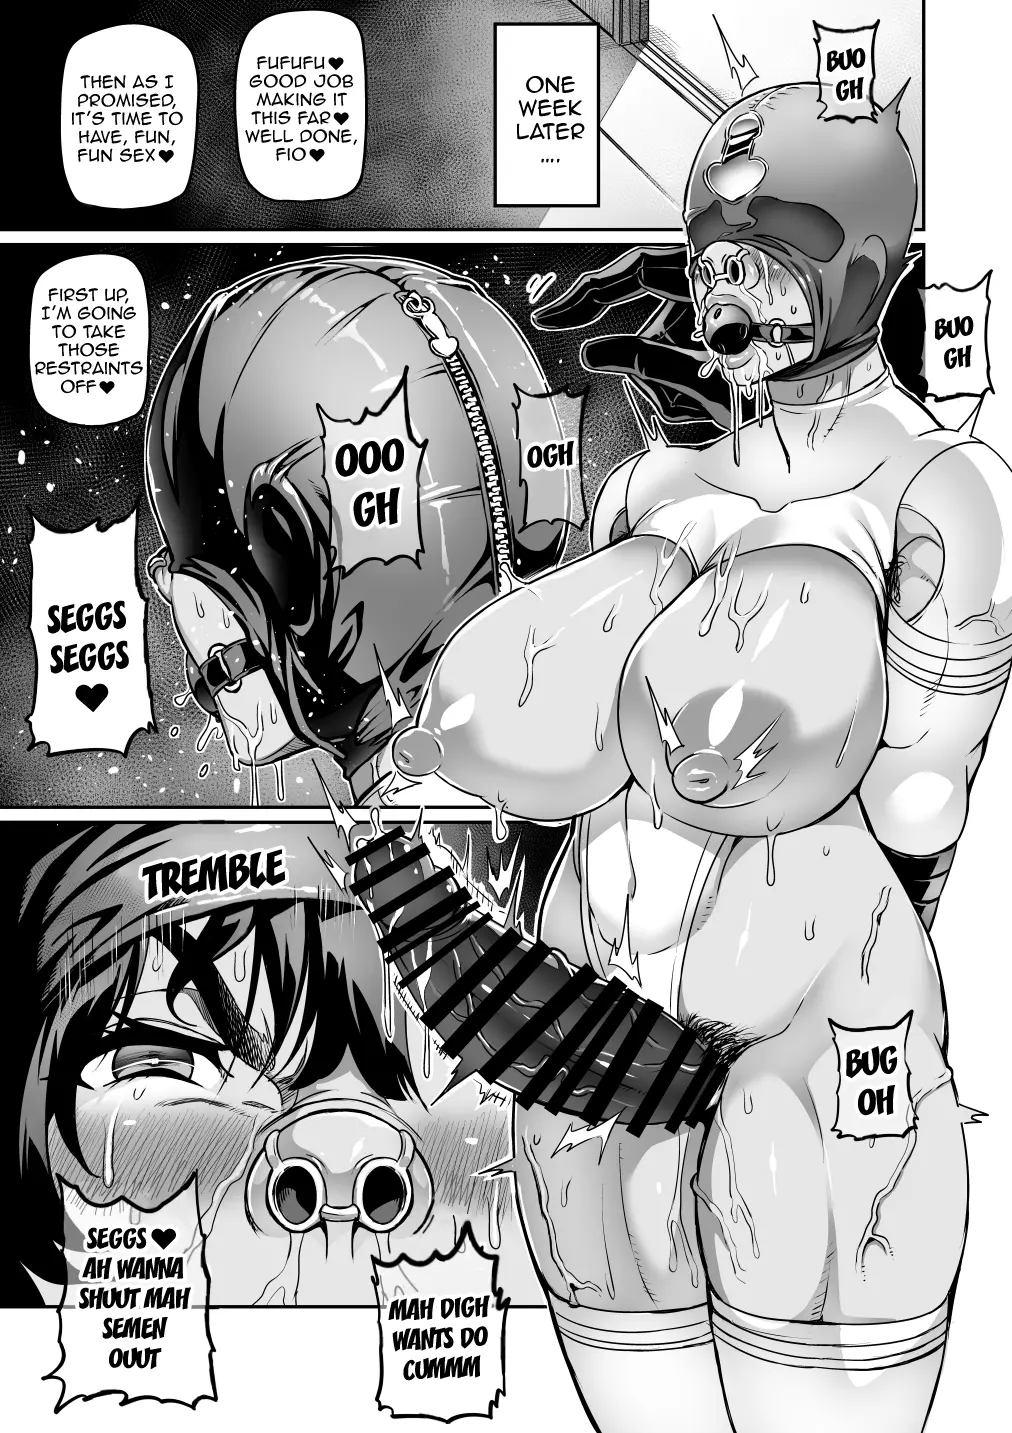 ONE
WEEK
LATER
....
FUFUFU♥
GOOD JOB
MAKING IT
THIS FAR♥
WELL DONE,
FIO♥
THEN AS I
PROMISED,
IT'S TIME TO
HAVE, FUN,
FUN SEX♥
BUO
GH
BUO
GH
FIRST UP,
I'M GOING
TO TAKE
THOSE
RESTRAINTS
OFF♥
OGH
OOO
GH
SEGGS
SEGGS
♥
TREMBLE
BUG
OH
MAH DIGH
WANTS DO
CUMMM
SEGGS♥
AH WANNA
SHUUT MAH
SEMEN
OUUT